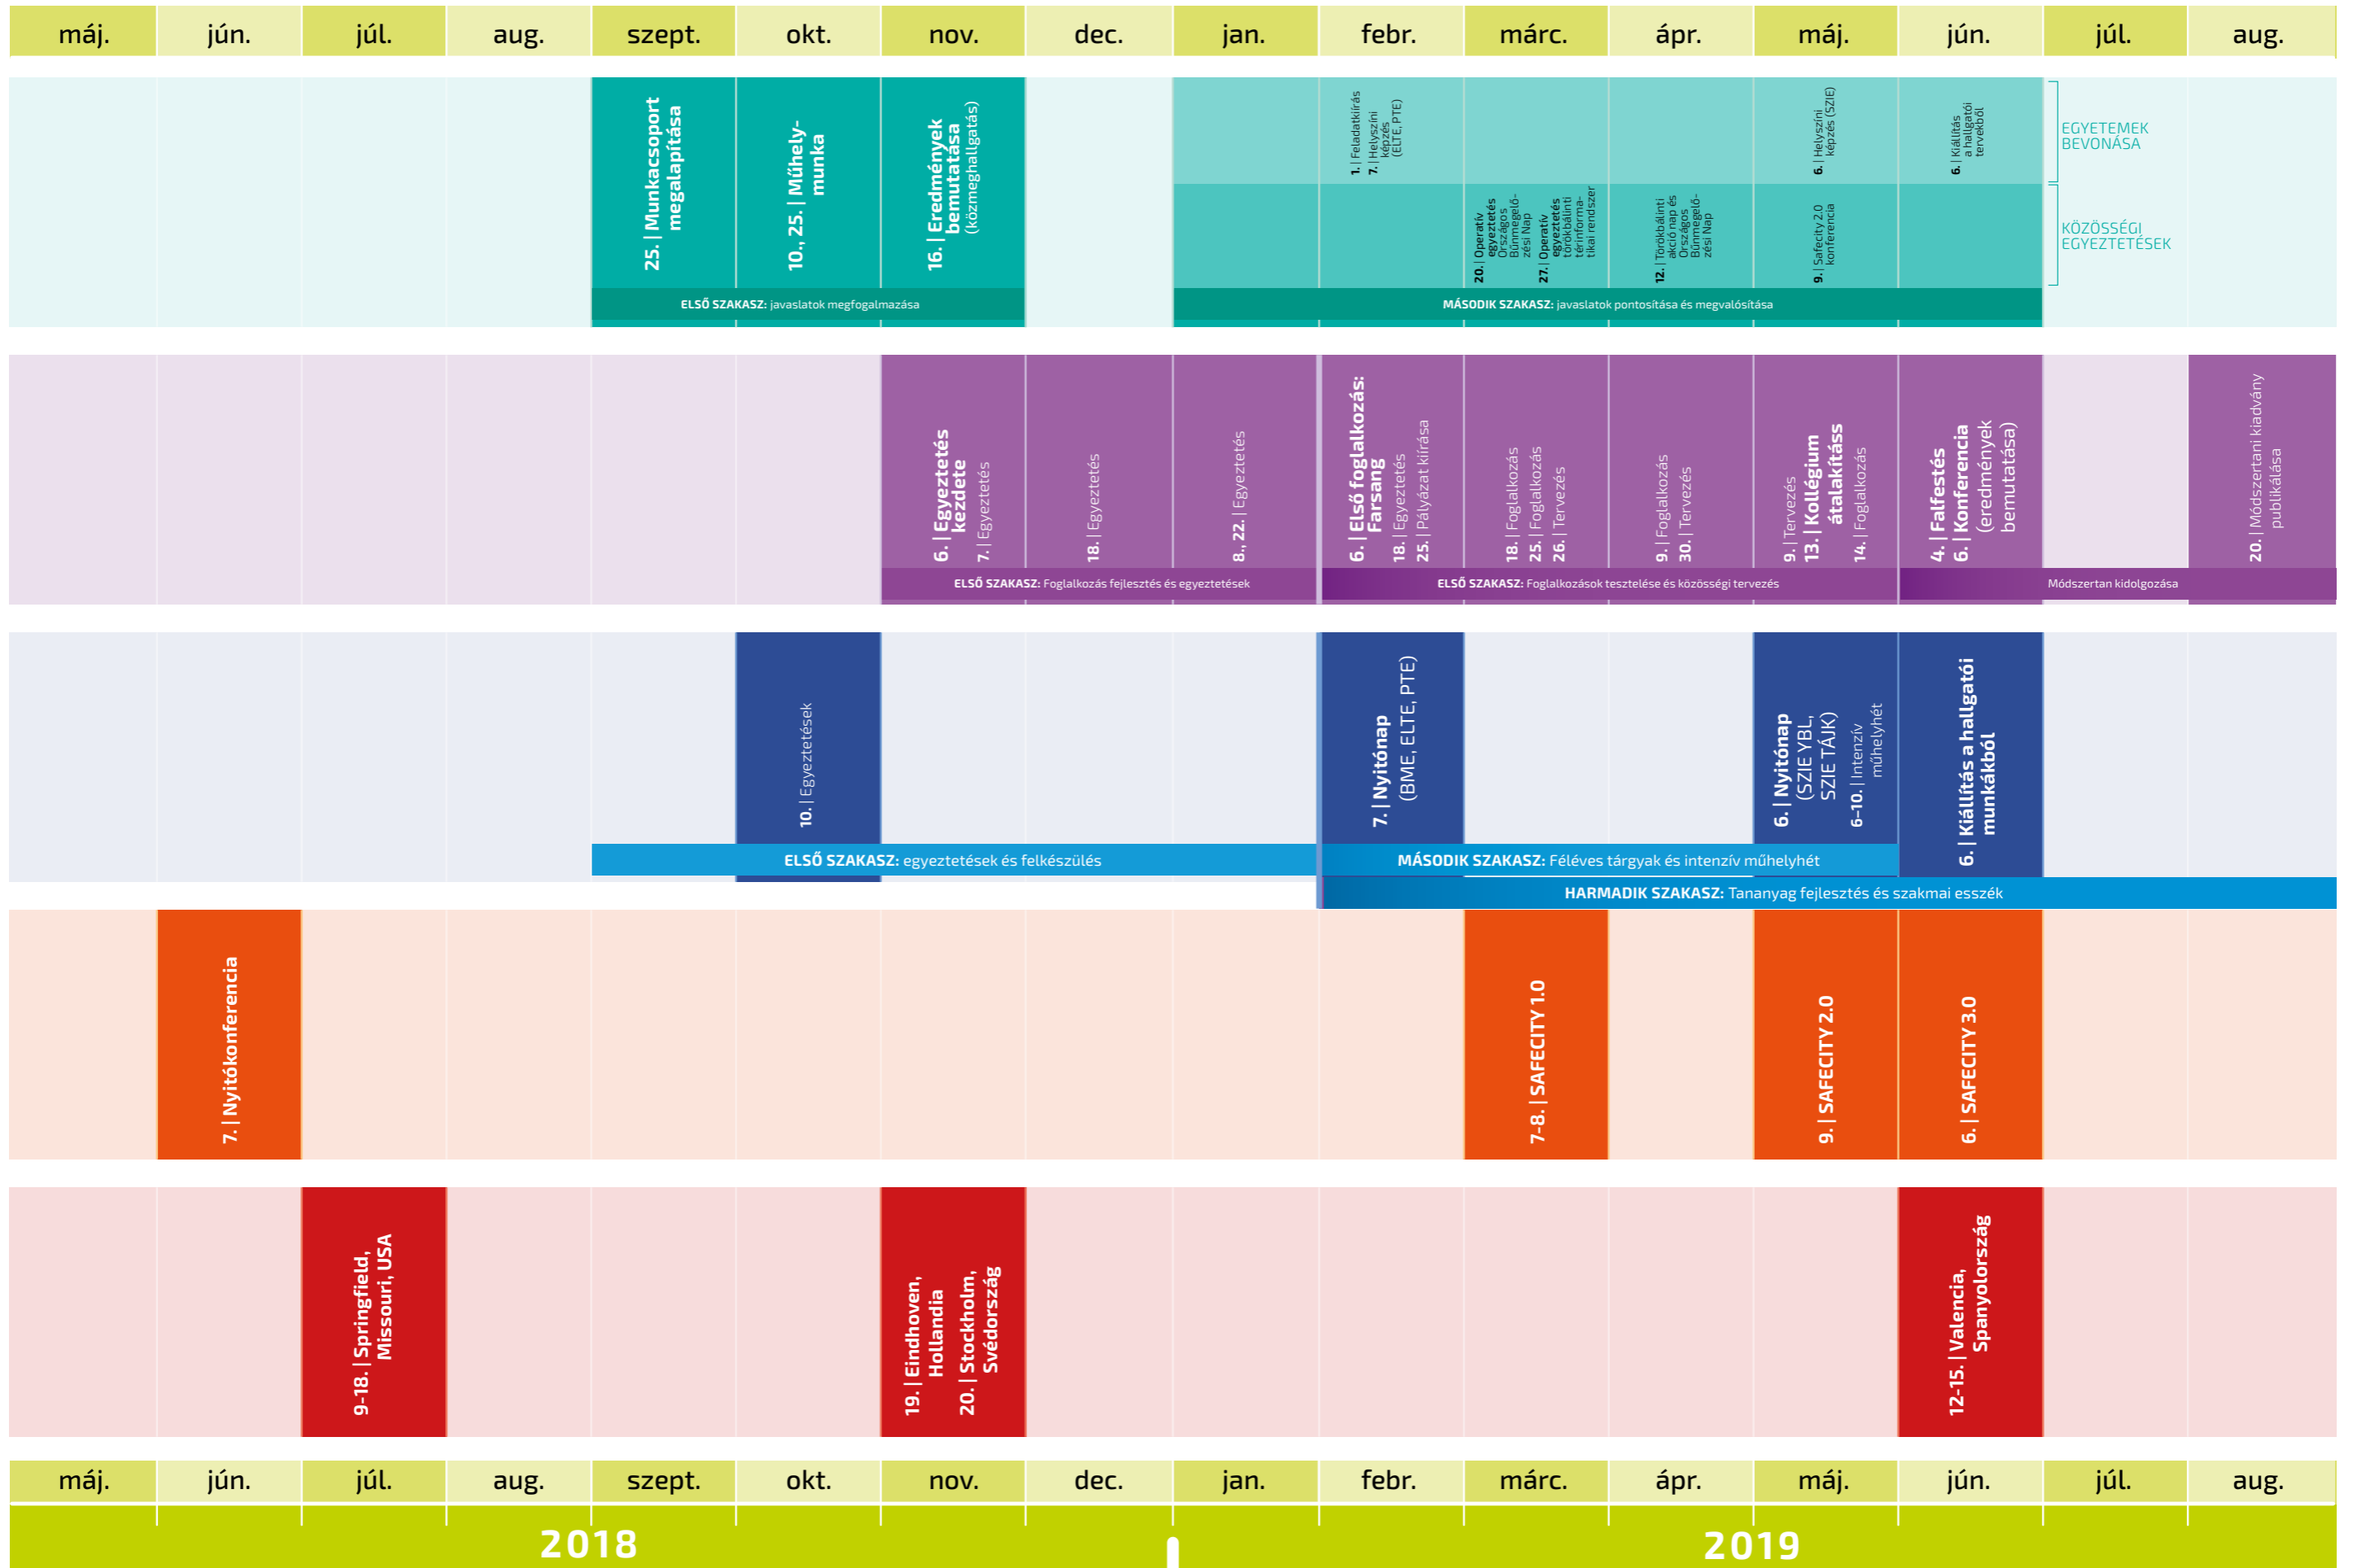 máj. jún. júl. aug. szept. okt. nov. dec. jan. febr. márc. ápr. máj. jún. júl. aug.
25. | Munkacsoport
megalapítása
10., 25. | Műhely-
munka
16. | Eredmények
bemutatása
(közmeghallgatás)
1. | Feladatkiírás
7. | Helyszíni
képzés
(ELTE, PTE)
6. | Helyszíni
képzés (SZIE)
6. | Kiállítás
a hallgatói
tervekből
EGYETEMEK
BEVONÁSA
20. | Operatív
egyeztetés
Országos
Bűnmegelő-
zési Nap
27. | Operatív
egyeztetés
törökbálinti
térinforma-
tikai rendszer
12. | Törökbálinti
akció nap és
Országos
Bűnmegelő-
zési Nap
9. | Safecity 2.0
konferencia
KÖZÖSSÉGI
EGYEZTETÉSEK
ELSŐ SZAKASZ: javaslatok megfogalmazása
MÁSODIK SZAKASZ: javaslatok pontosítása és megvalósítása
6. | Egyeztetés
kezdete
7. | Egyeztetés
18. | Egyeztetés
8., 22. | Egyeztetés
6. | Első foglalkozás:
Farsang
18. | Egyeztetés
25. | Pályázat kiírása
18. | Foglalkozás
25. | Foglalkozás
26. | Tervezés
9. | Foglalkozás
30. | Tervezés
9. | Tervezés
13. | Kollégium
átalakításs
14. | Foglalkozás
4. | Falfestés
6. | Konferencia
(eredmények
bemutatása)
20. | Módszertani kiadvány
publikálása
ELSŐ SZAKASZ: Foglalkozás fejlesztés és egyeztetések
ELSŐ SZAKASZ: Foglalkozások tesztelése és közösségi tervezés
Módszertan kidolgozása
10. | Egyeztetések
7. | Nyitónap
(BME, ELTE, PTE)
6. | Nyitónap
(SZIE YBL,
SZIE TÁJK)
6–10. | Intenzív
műhelyhét
6. | Kiállítás a hallgatói
munkákból
ELSŐ SZAKASZ: egyeztetések és felkészülés
MÁSODIK SZAKASZ: Féléves tárgyak és intenzív műhelyhét
HARMADIK SZAKASZ: Tananyag fejlesztés és szakmai esszék
7. | Nyitókonferencia
7-8. | SAFECITY 1.0
9. | SAFECITY 2.0
6. | SAFECITY 3.0
9-18. | Springfield,
Missouri, USA
19. | Eindhoven,
Hollandia
20. | Stockholm,
Svédország
12-15. | Valencia,
Spanyolország
máj. jún. júl. aug. szept. okt. nov. dec. jan. febr. márc. ápr. máj. jún. júl. aug.
2018 2019